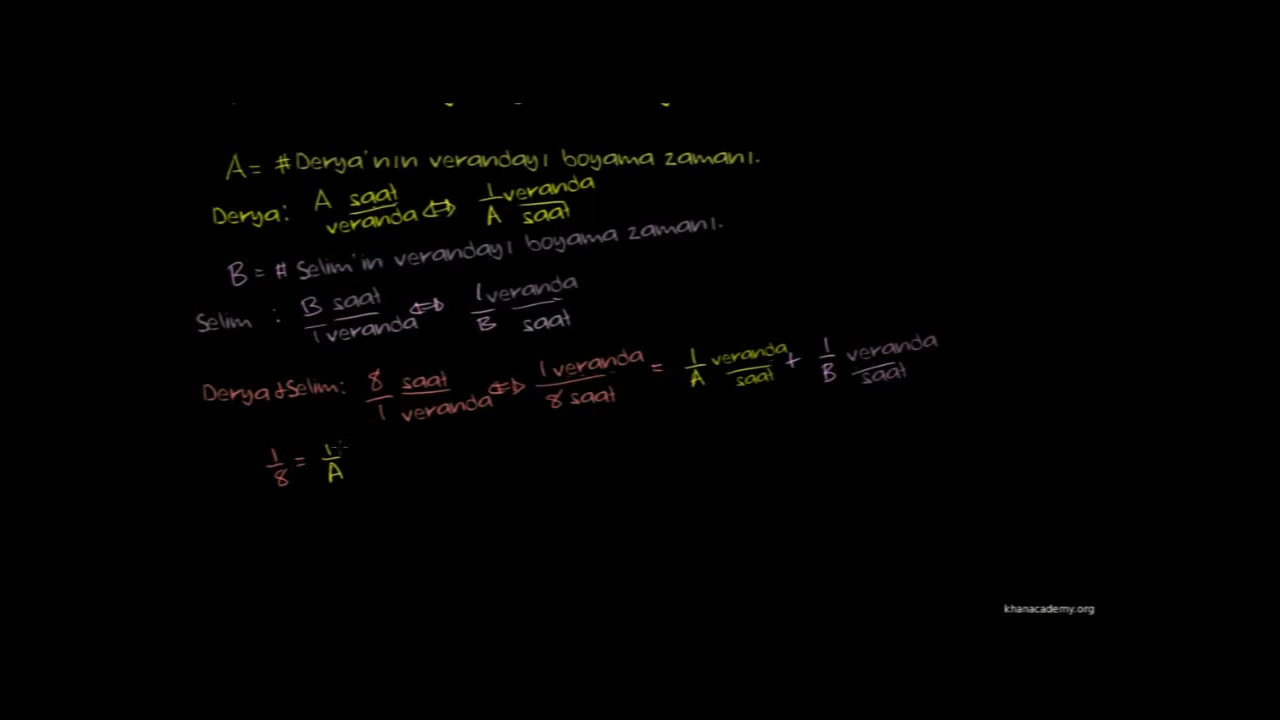 A = # Derya'nın verandayı boyama zamanı.
Derya: A saat/veranda ⇔ 1/A veranda/saat
B = # Selim'in verandayı boyama zamanı.
Selim : B saat/1 veranda ⇔ 1/B veranda/saat
Derya+Selim: 8/1 saat/veranda ⇔ 1 veranda/8 saat = 1/A veranda/saat + 1/B veranda/saat
1/8 = 1/A
khanacademy.org